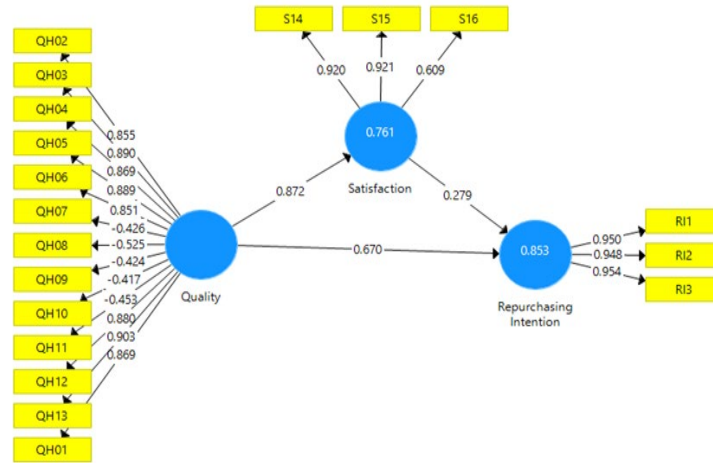 S14
S15
S16
QH02
QH03
QH04
QH05
QH06
QH07
QH08
QH09
QH10
QH11
QH12
QH13
QH01
0.920
0.921
0.609
0.855
0.890
0.869
0.889
0.851
-0.426
-0.525
-0.424
-0.417
-0.453
0.880
0.903
0.869
0.761
Satisfaction
0.872
0.279
0.670
Quality
0.853
Repurchasing
Intention
0.950
0.948
0.954
RI1
RI2
RI3